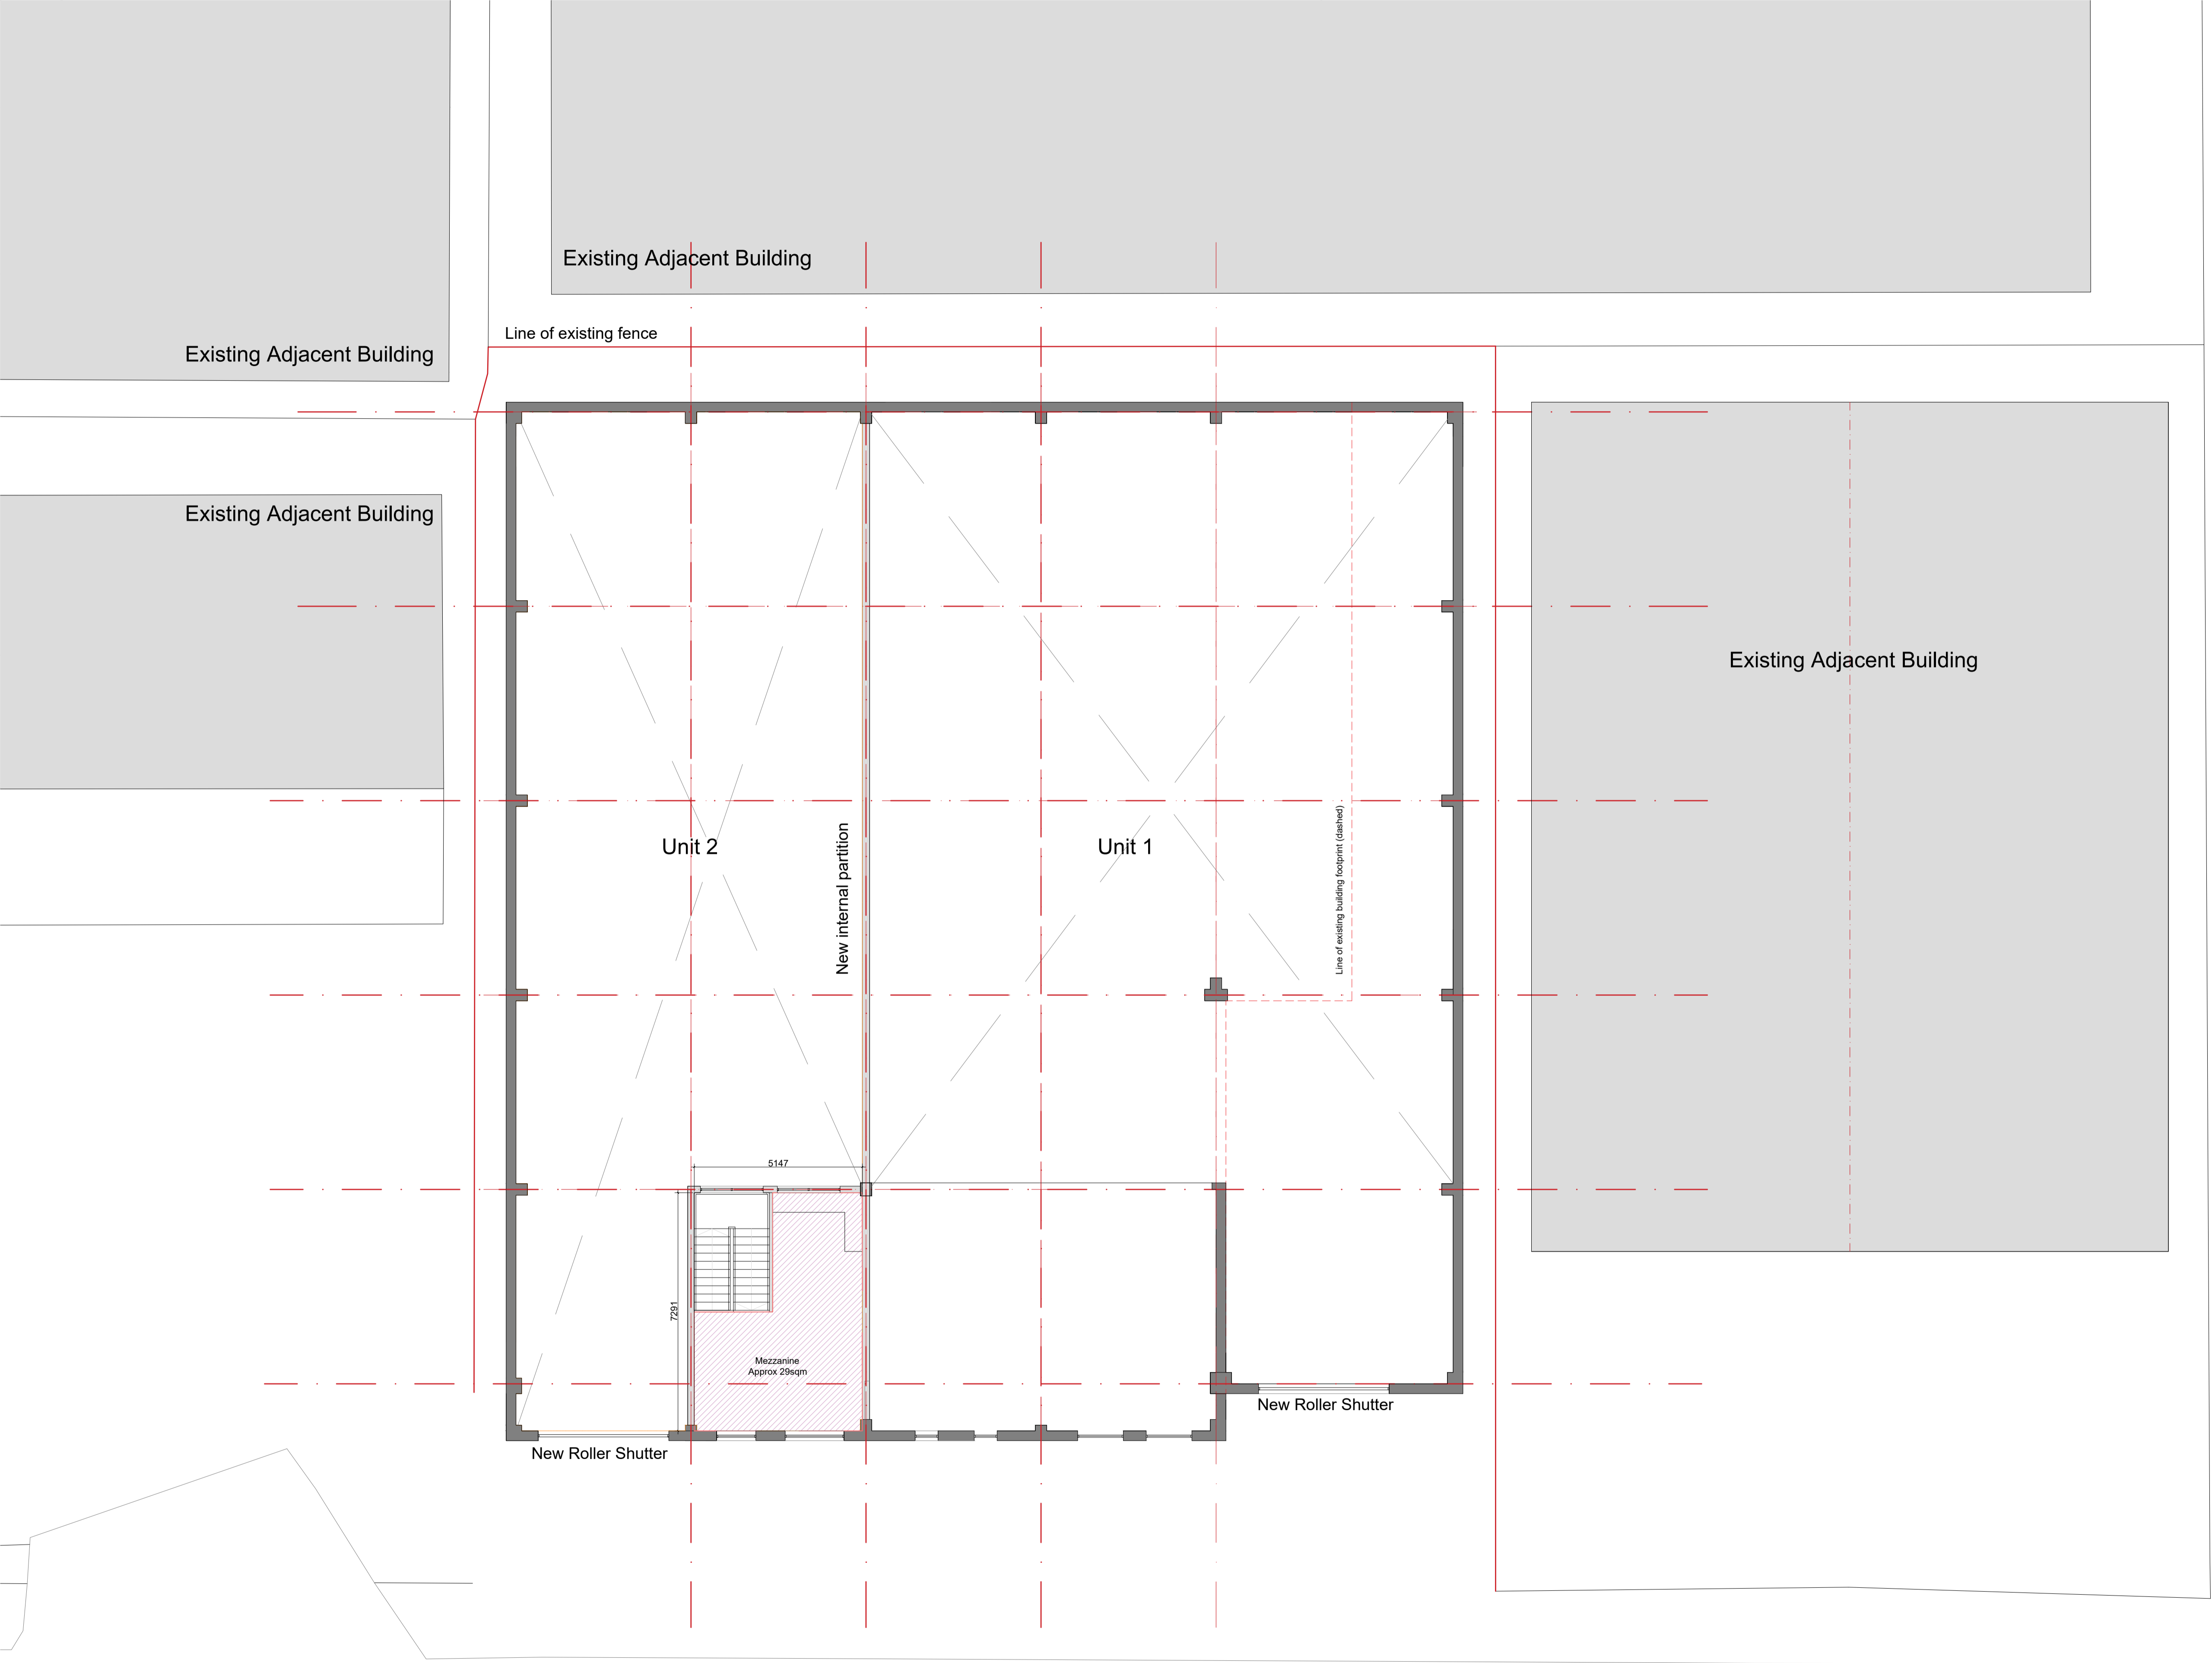 Existing Adjacent Building
Line of existing fence
Existing Adjacent Building
Existing Adjacent Building
Existing Adjacent Building
Unit 2
New internal partition
Unit 1
Line of existing building footprint (dashed)
5147
7291
Mezzanine
Approx 29sqm
New Roller Shutter
New Roller Shutter